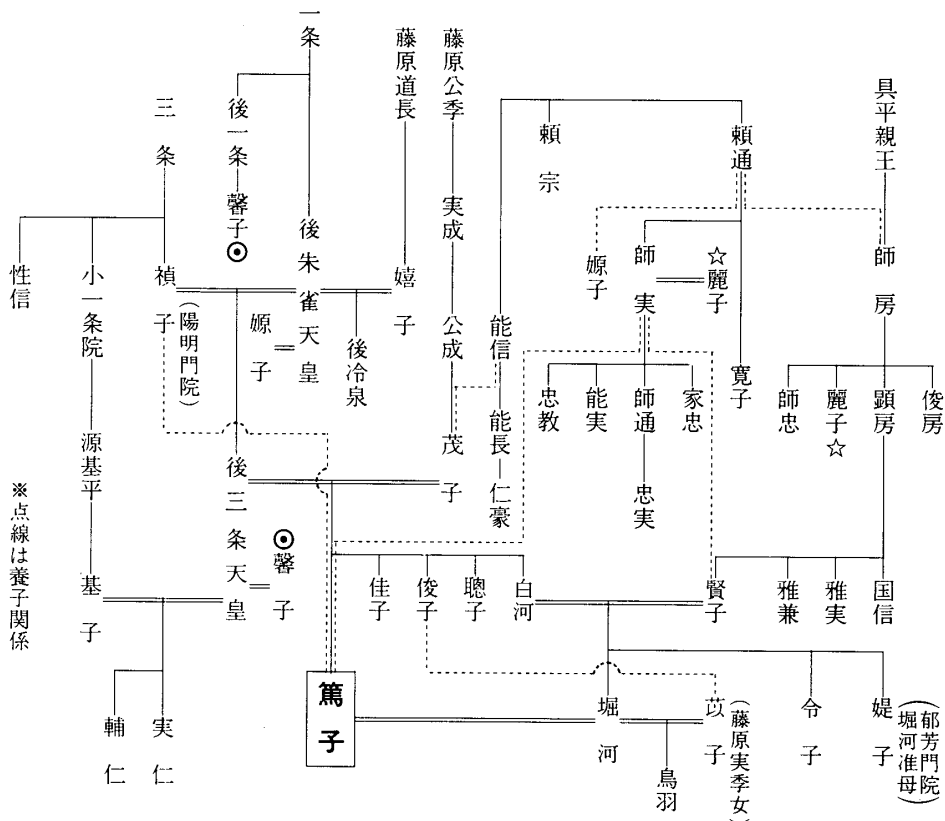 具平親王
師房
俊房
顕房
麗子☆
師忠
国信
雅実
雅兼
賢子
頼通
頼宗
寛子
☆麗子
師実
嫄子
家忠
師通
能実
忠教
忠実
能信
能長
仁豪
藤原公季
実成
公成
茂子
藤原道長
嬉子
一条
後朱雀天皇
後冷泉
嫄子
後一条
馨子◉
三条
禎子
(陽明門院)
小一条院
性信
源基平
基子
後三条天皇
◉馨子
白河
聰子
俊子
佳子
実仁
輔仁
媞子
(郁芳門院
堀河准母)
令子
苡子
(藤原実季女)
堀河
鳥羽
篤子
※点線は養子関係